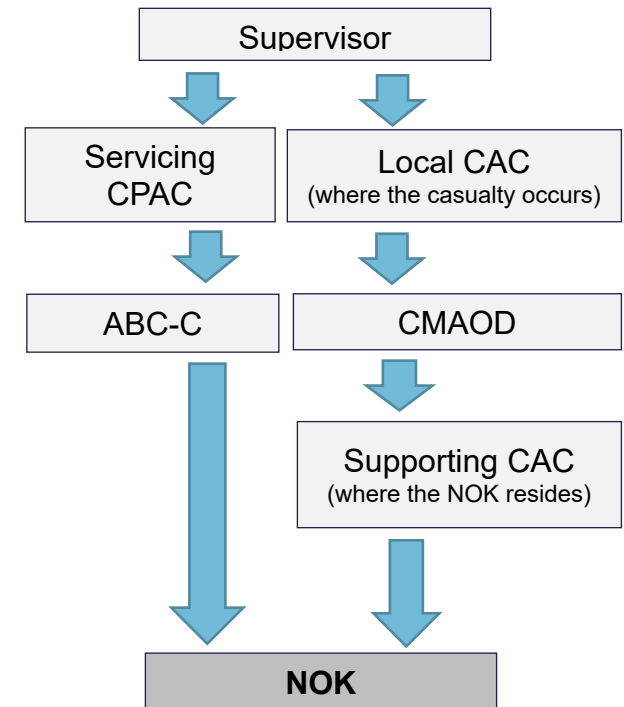 Supervisor
Servicing
CPAC
Local CAC
(where the casualty occurs)
ABC-C
CMAOD
Supporting CAC
(where the NOK resides)
NOK